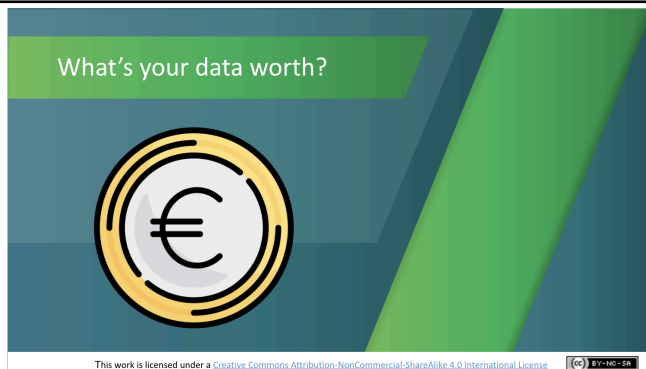 What’s your data worth?
€
This work is licensed under a Creative Commons Attribution-NonCommercial-ShareAlike 4.0 International License
(cc) BY-NC-SA